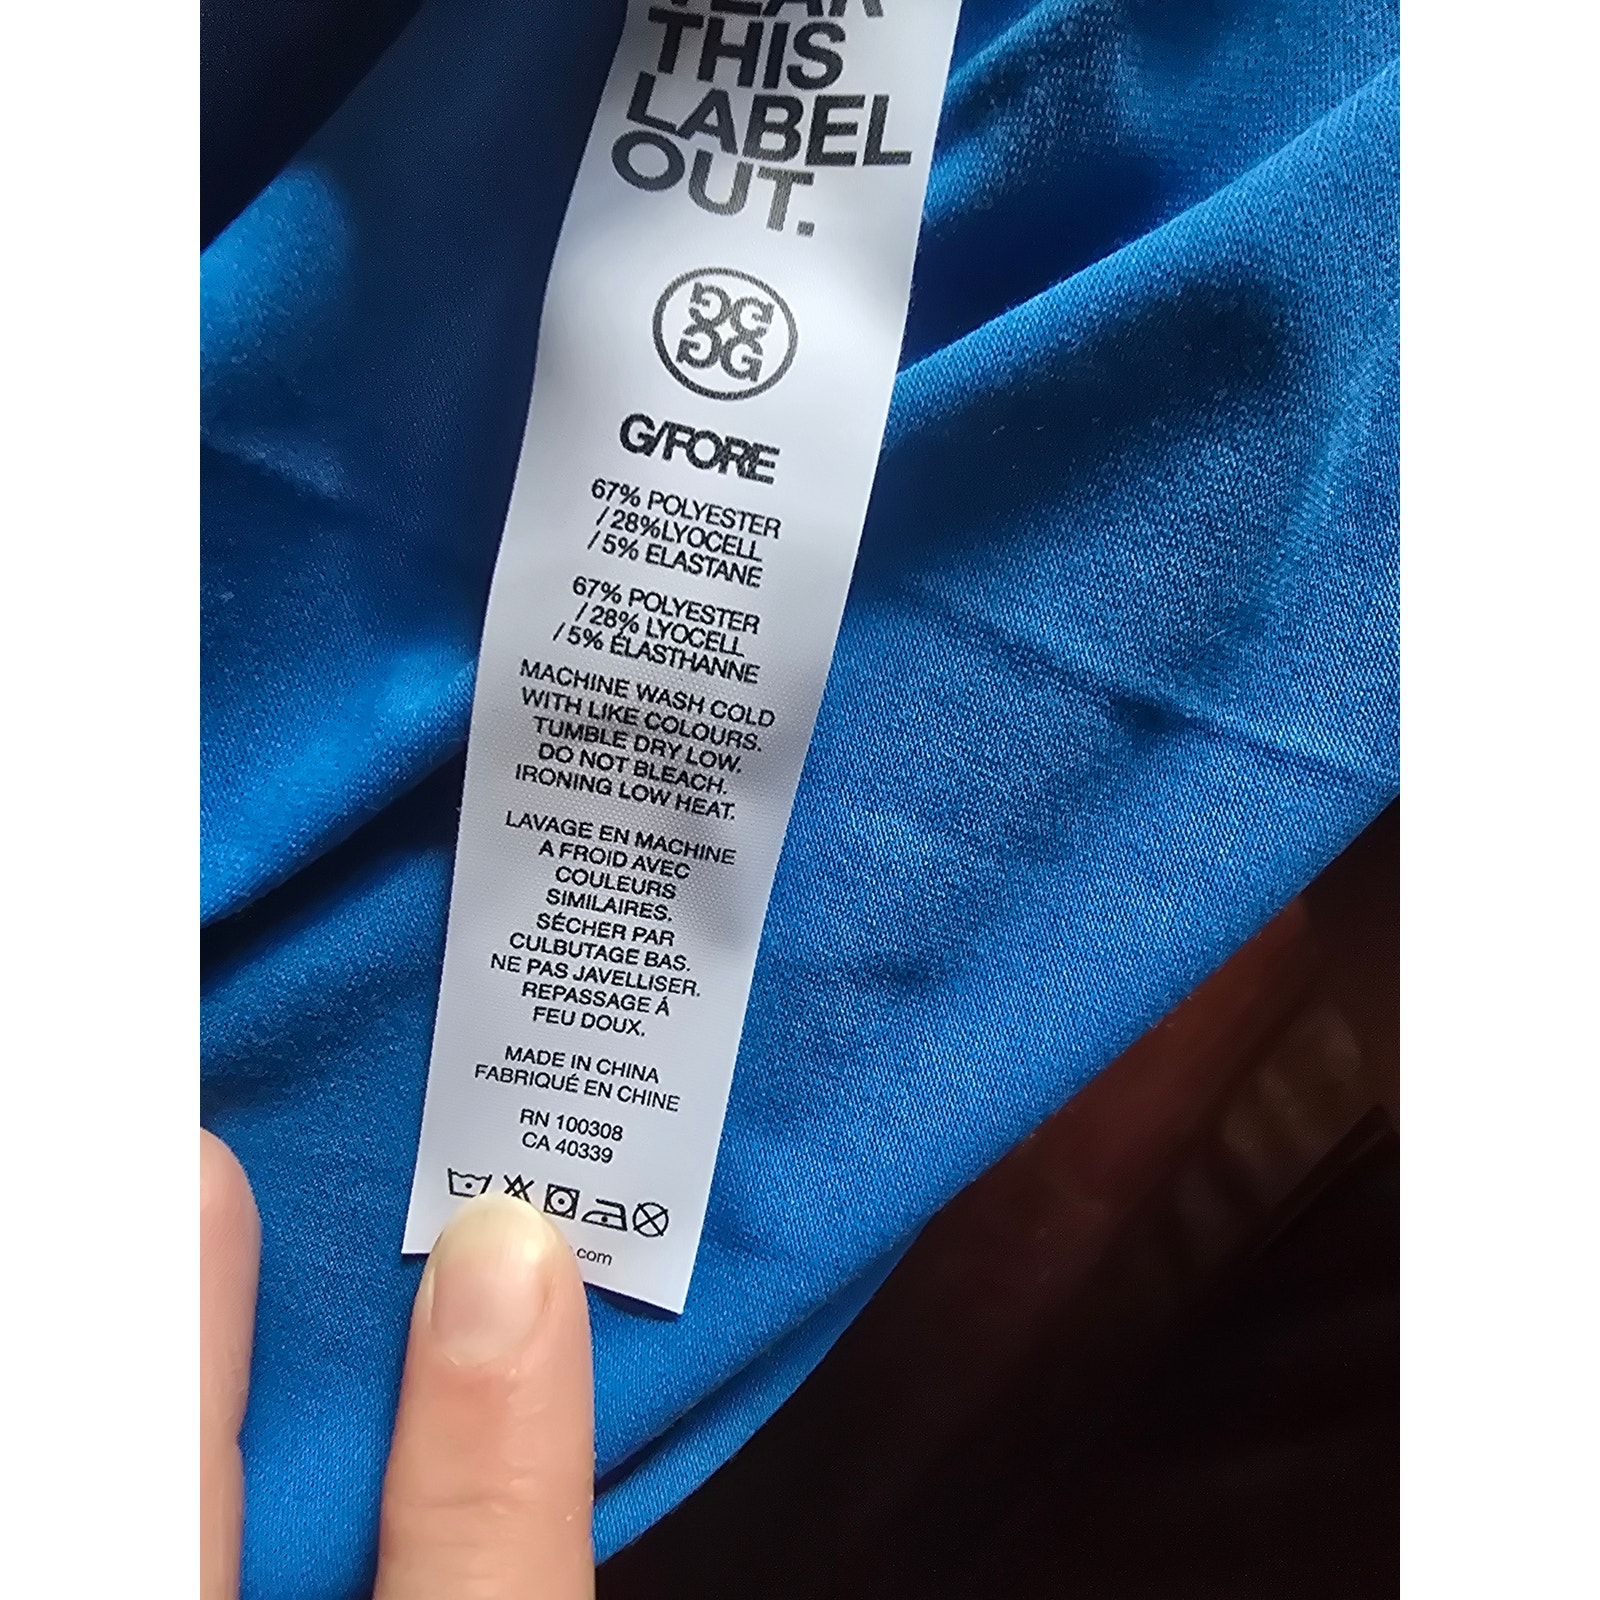 TEAR
THIS
LABEL
OUT.
G/FORE
67% POLYESTER
/ 28%LYOCELL
/ 5% ELASTANE
67% POLYESTER
/ 28% LYOCELL
/ 5% ÉLASTHANNE
MACHINE WASH COLD
WITH LIKE COLOURS.
TUMBLE DRY LOW.
DO NOT BLEACH.
IRONING LOW HEAT.
LAVAGE EN MACHINE
A FROID AVEC
COULEURS
SIMILAIRES.
SÉCHER PAR
CULBUTAGE BAS.
NE PAS JAVELLISER.
REPASSAGE Á
FEU DOUX.
MADE IN CHINA
FABRIQUÉ EN CHINE
RN 100308
CA 40339
.com